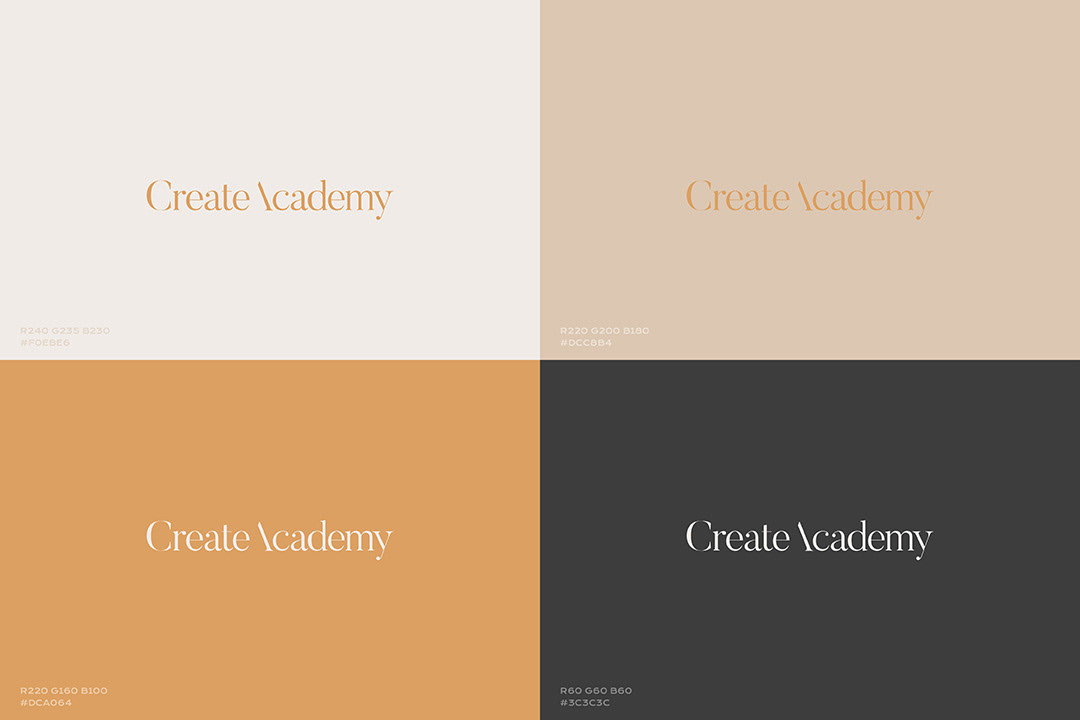 Create Academy
R240 G235 B230
#F0E6E6
Create Academy
R220 G200 B180
#DCC8B4
Create Academy
R220 G160 B100
#DCA064
Create Academy
R60 G60 B60
#3C3C3C